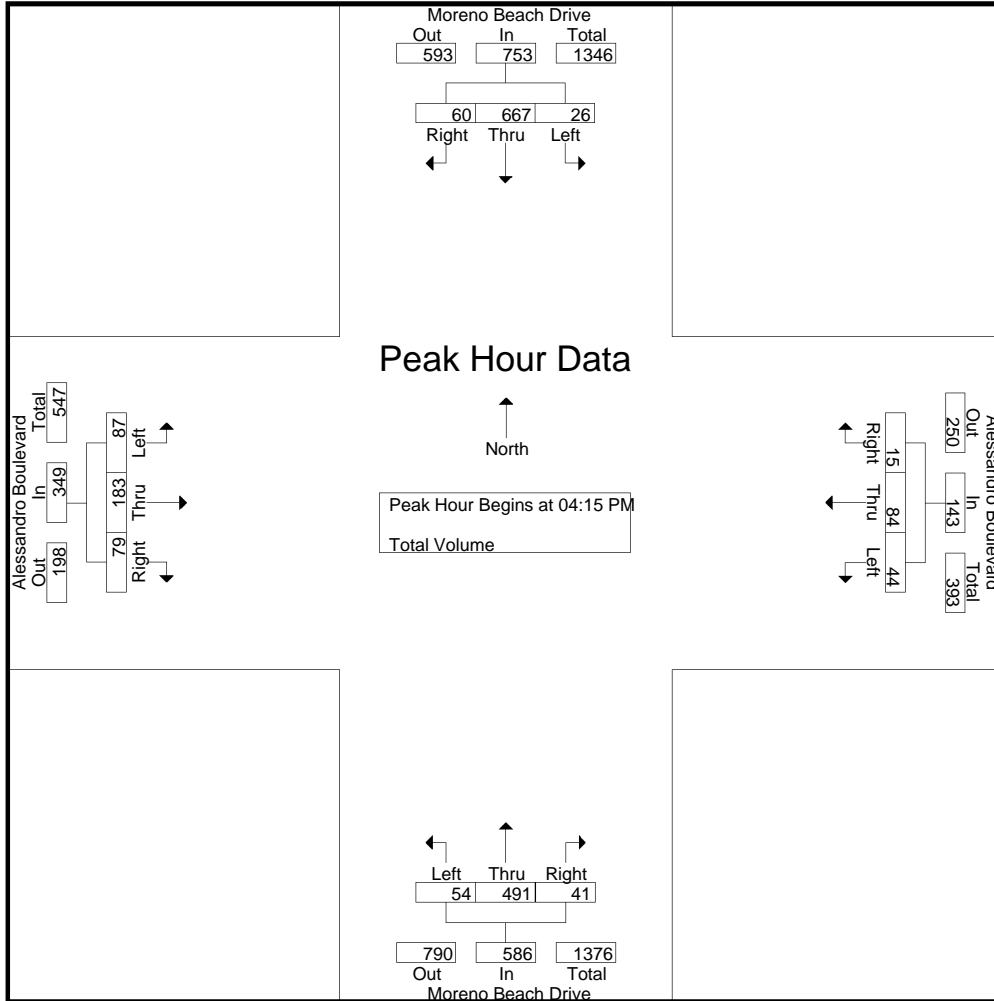 Moreno Beach Drive
Out In Total
593 753 1346
60 667 26
Right Thru Left
Peak Hour Data
North
Peak Hour Begins at 04:15 PM
Total Volume
Alessandro Boulevard
Out In Total
198 349 547
87 183 79
Left Thru Right
Right Thru Left
15 84 44
Out In Total
250 143 393
Alessandro Boulevard
Left Thru Right
54 491 41
790 586 1376
Out In Total
Moreno Beach Drive